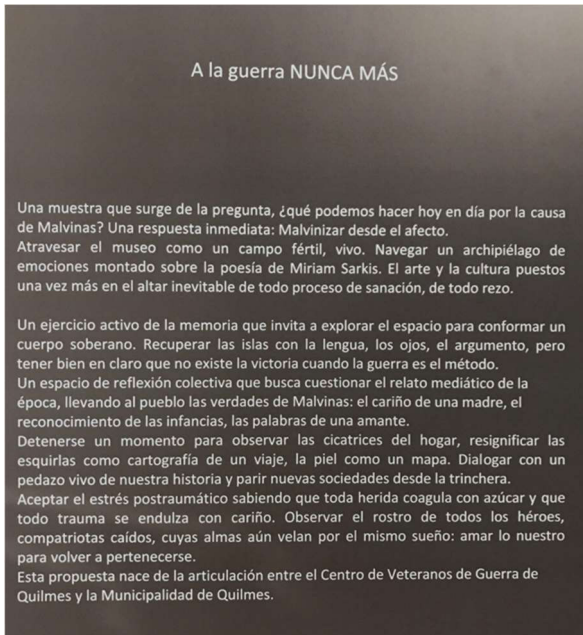 A la guerra NUNCA MÁS
Una muestra que surge de la pregunta, ¿qué podemos hacer hoy en día por la causa
de Malvinas? Una respuesta inmediata: Malvinizar desde el afecto.
Atravesar el museo como un campo fértil, vivo. Navegar un archipiélago de
emociones montado sobre la poesía de Miriam Sarkis. El arte y la cultura puestos
una vez más en el altar inevitable de todo proceso de sanación, de todo rezo.
Un ejercicio activo de la memoria que invita a explorar el espacio para conformar un
cuerpo soberano. Recuperar las islas con la lengua, los ojos, el argumento, pero
tener bien en claro que no existe la victoria cuando la guerra es el método.
Un espacio de reflexión colectiva que busca cuestionar el relato mediático de la
época, llevando al pueblo las verdades de Malvinas: el cariño de una madre, el
reconocimiento de las infancias, las palabras de una amante.
Detenerse un momento para observar las cicatrices del hogar, resignificar las
esquirlas como cartografía de un viaje, la piel como un mapa. Dialogar con un
pedazo vivo de nuestra historia y parir nuevas sociedades desde la trinchera.
Aceptar el estrés postraumático sabiendo que toda herida coagula con azúcar y que
todo trauma se endulza con cariño. Observar el rostro de todos los héroes,
compatriotas caídos, cuyas almas aún velan por el mismo sueño: amar lo nuestro
para volver a pertenecerse.
Esta propuesta nace de la articulación entre el Centro de Veteranos de Guerra de
Quilmes y la Municipalidad de Quilmes.